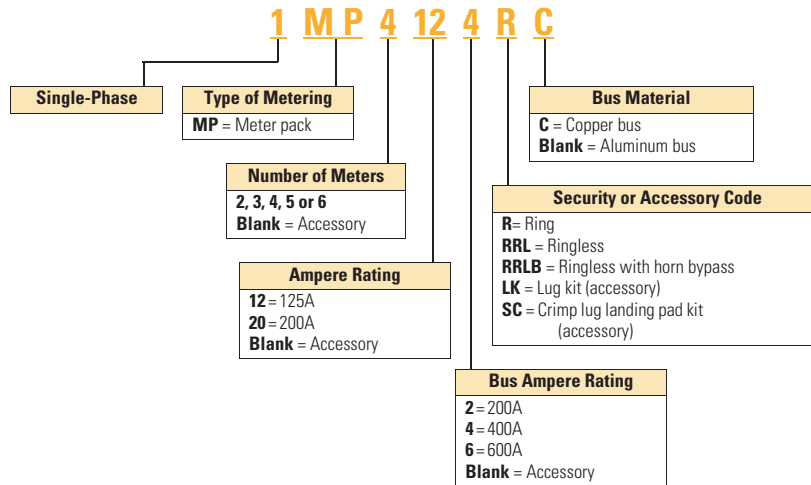 1 MP 4 12 4 R C
Single-Phase
Type of Metering
MP = Meter pack
Number of Meters
2, 3, 4, 5 or 6
Blank = Accessory
Ampere Rating
12 = 125A
20 = 200A
Blank = Accessory
Bus Ampere Rating
2 = 200A
4 = 400A
6 = 600A
Blank = Accessory
Security or Accessory Code
R= Ring
RRL = Ringless
RRLB = Ringless with horn bypass
LK = Lug kit (accessory)
SC = Crimp lug landing pad kit
(accessory)
Bus Material
C = Copper bus
Blank = Aluminum bus